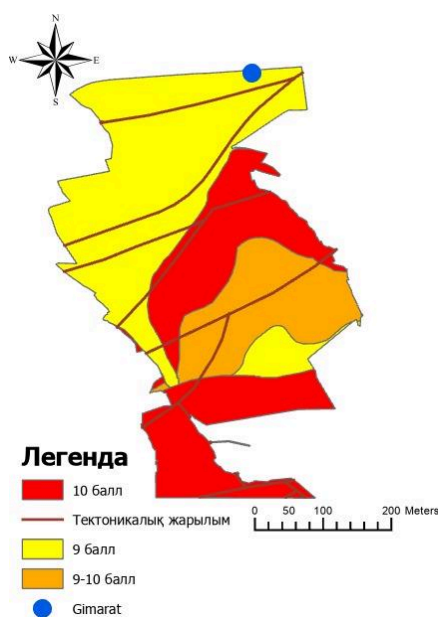 N
W E
S
Легенда
10 балл
Тектоникалық жарылым
9 балл
9-10 балл
Gimarat
0 50 100 200 Meters